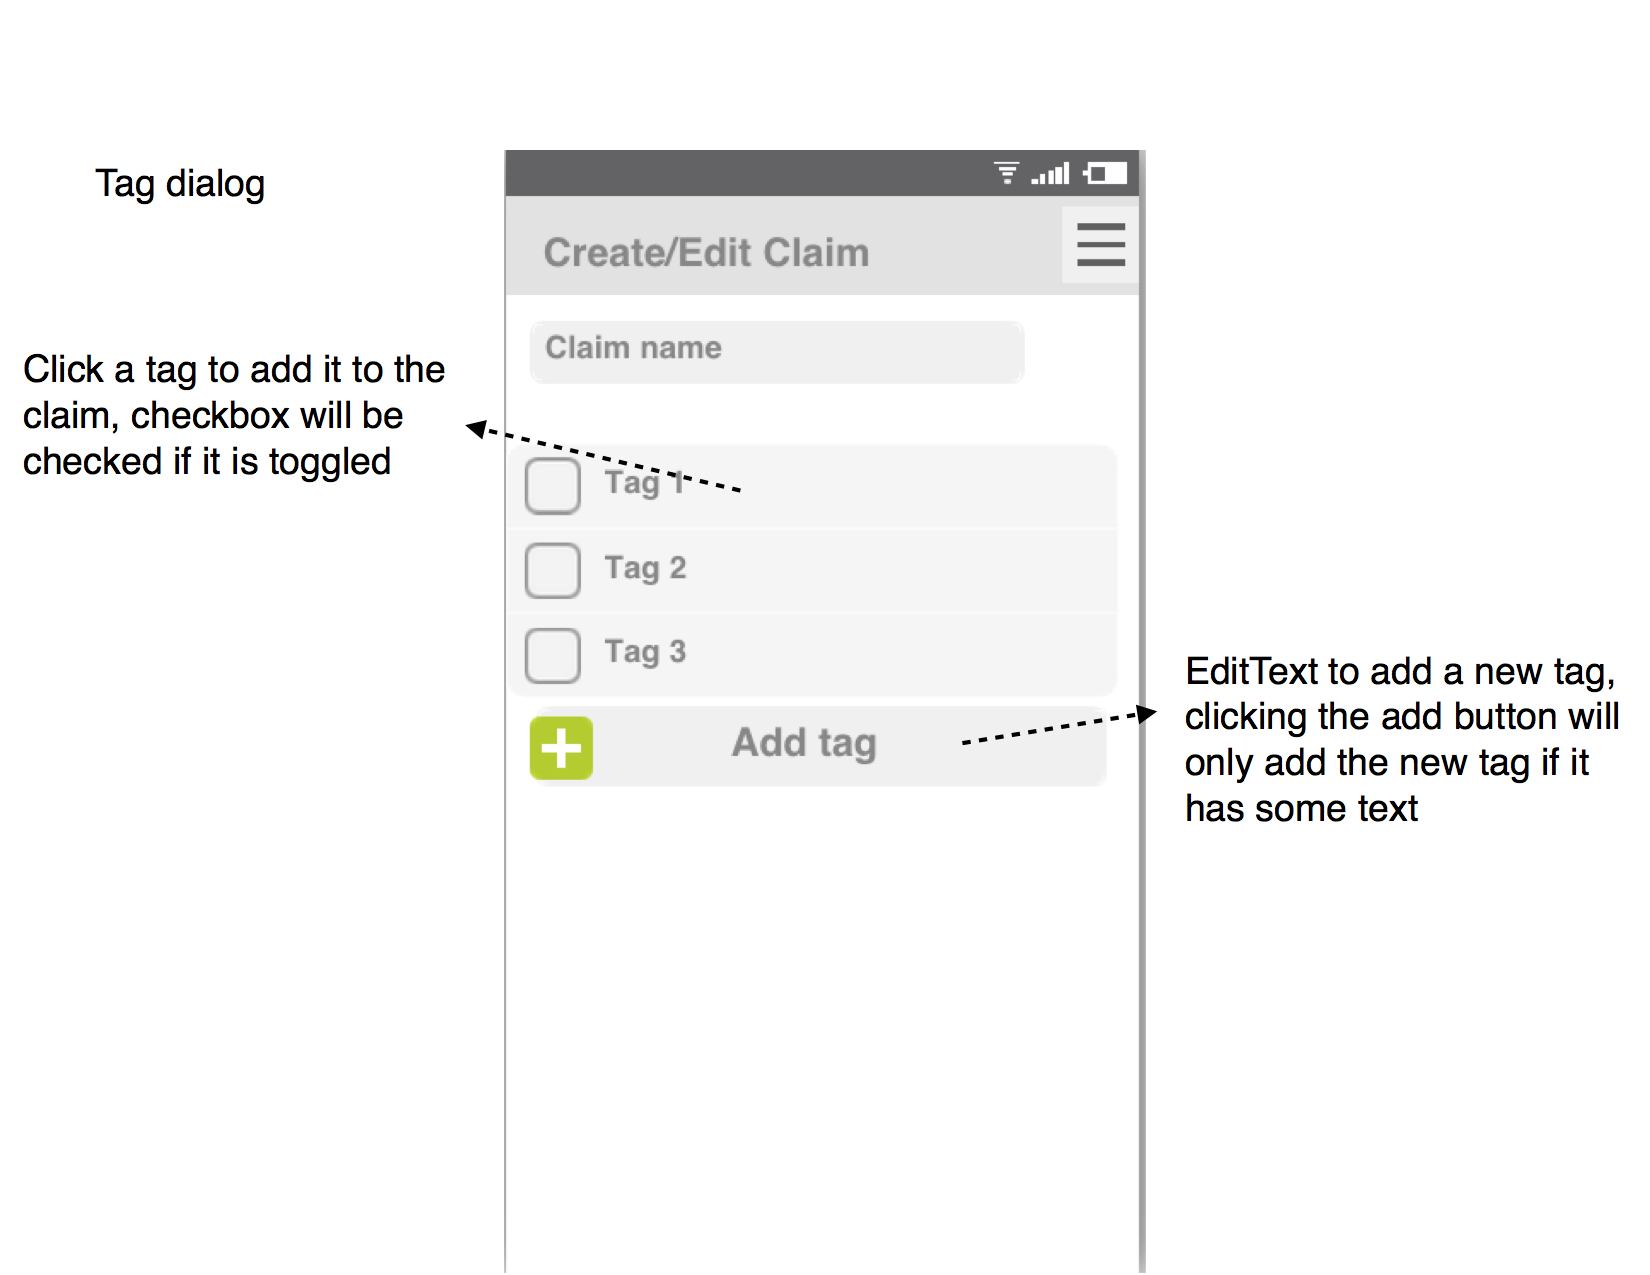 Tag dialog
Create/Edit Claim
Claim name
Click a tag to add it to the
claim, checkbox will be
checked if it is toggled
Tag 1
Tag 2
Tag 3
Add tag
EditText to add a new tag,
clicking the add button will
only add the new tag if it
has some text